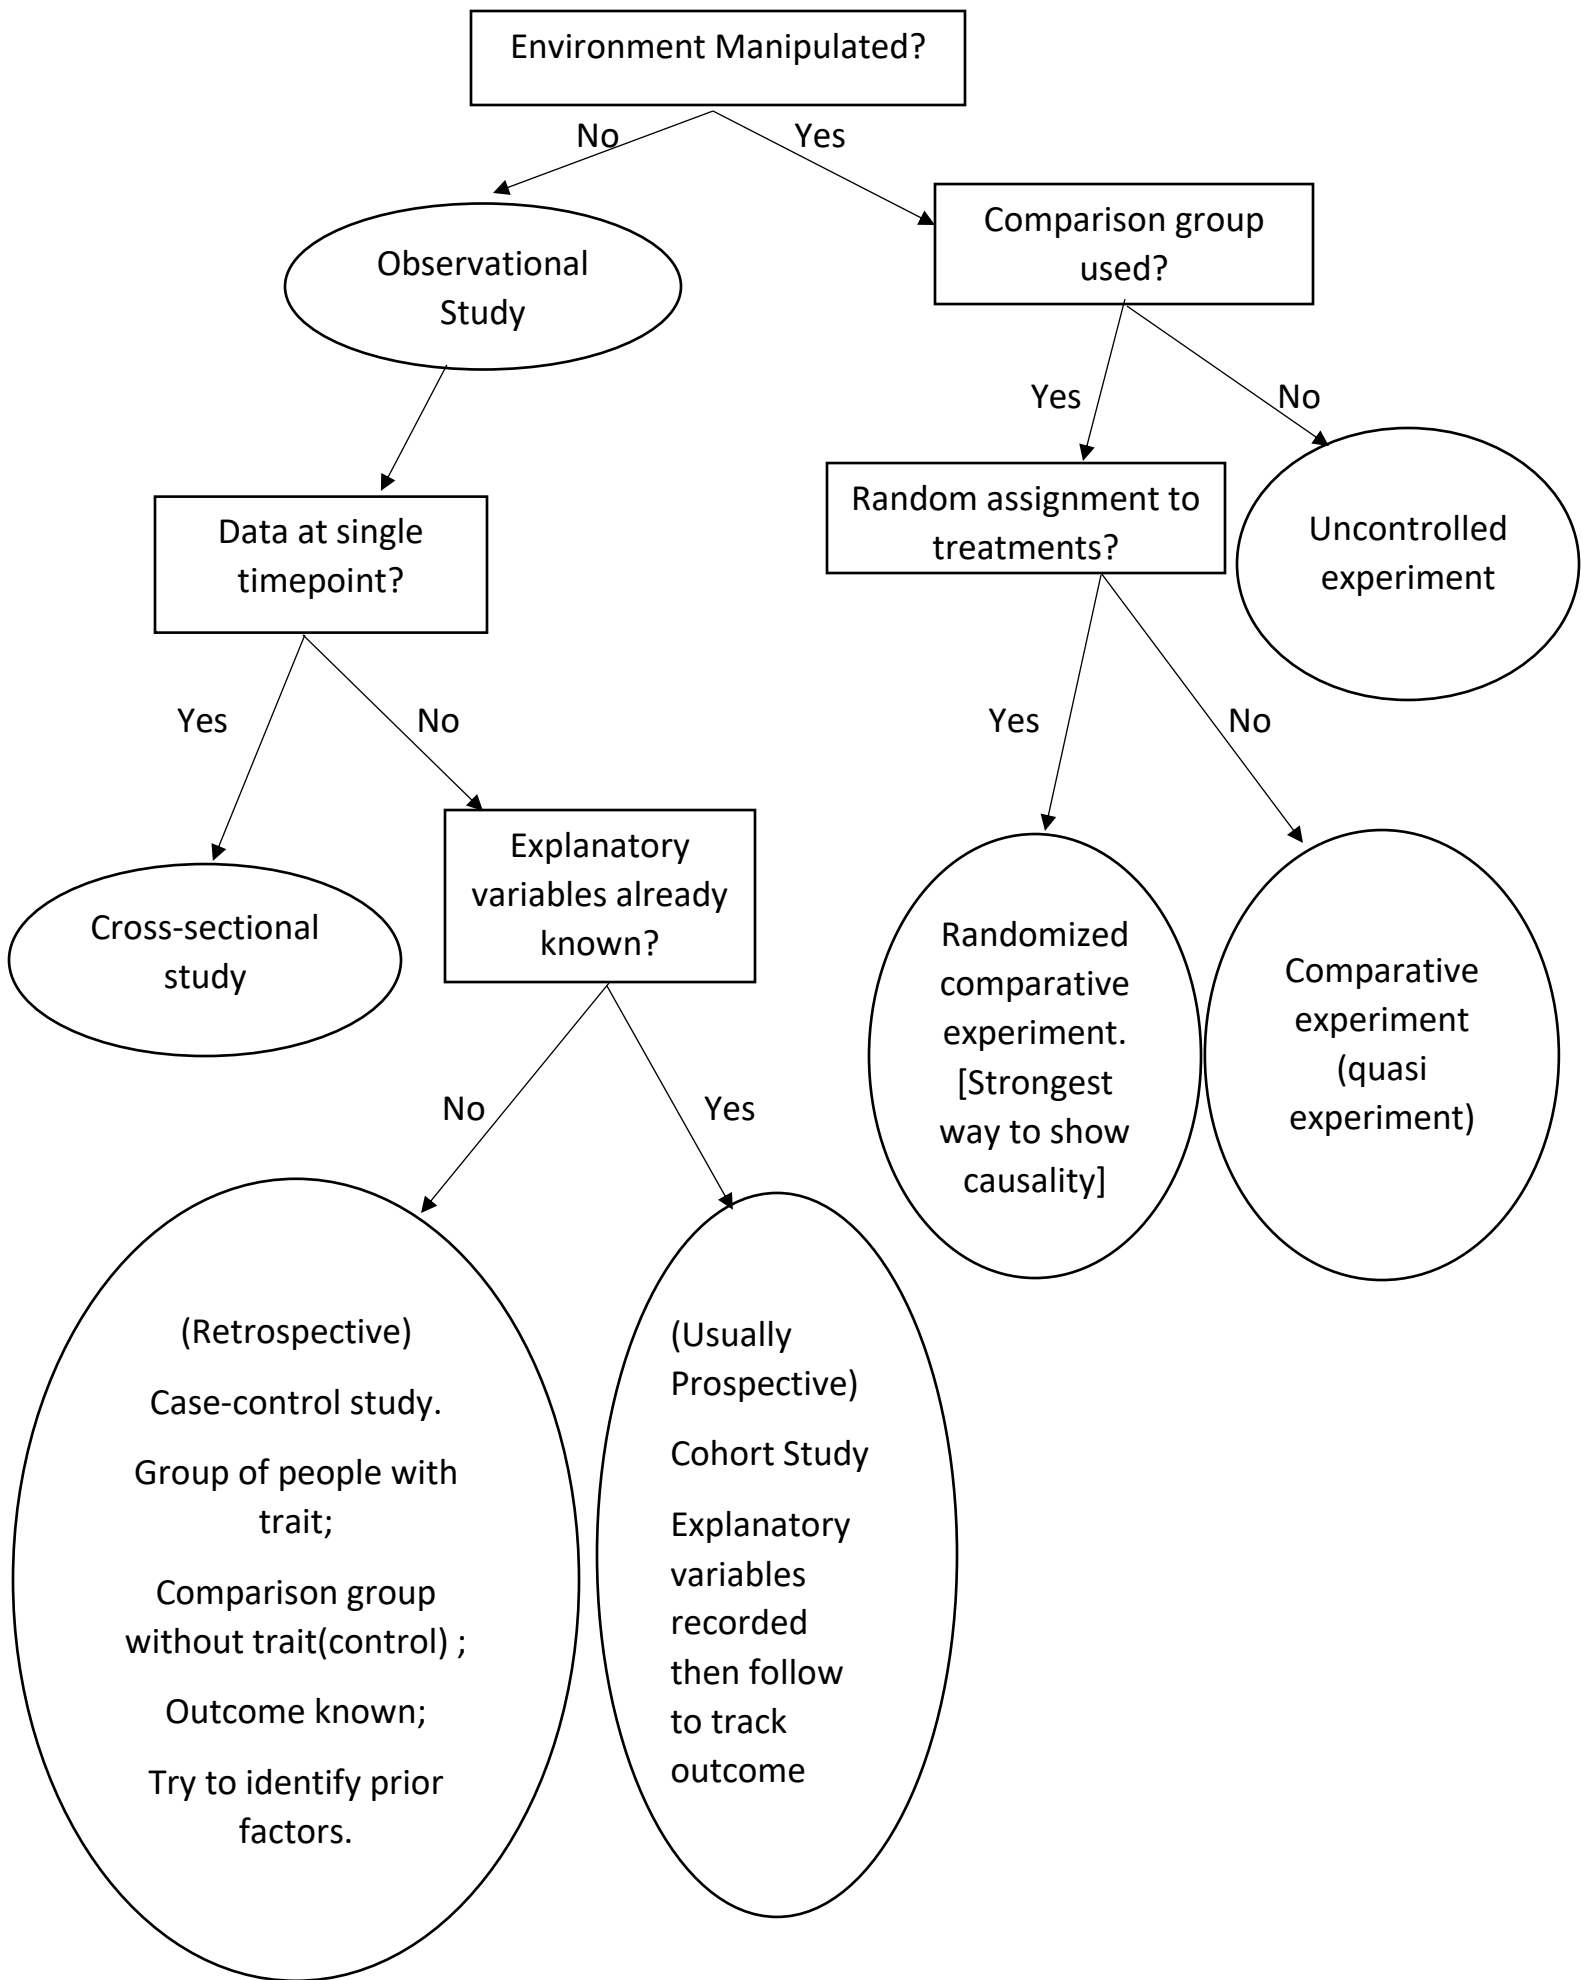 Environment Manipulated?
No
Yes
Observational
Study
Comparison group
used?
Yes
No
Data at single
timepoint?
Random assignment to
treatments?
Uncontrolled
experiment
Yes
No
Yes
No
Cross-sectional
study
Explanatory
variables already
known?
Randomized
comparative
experiment.
[Strongest
way to show
causality]
Comparative
experiment
(quasi
experiment)
No
Yes
(Retrospective)
Case-control study.
Group of people with
trait;
Comparison group
without trait(control) ;
Outcome known;
Try to identify prior
factors.
(Usually
Prospective)
Cohort Study
Explanatory
variables
recorded
then follow
to track
outcome